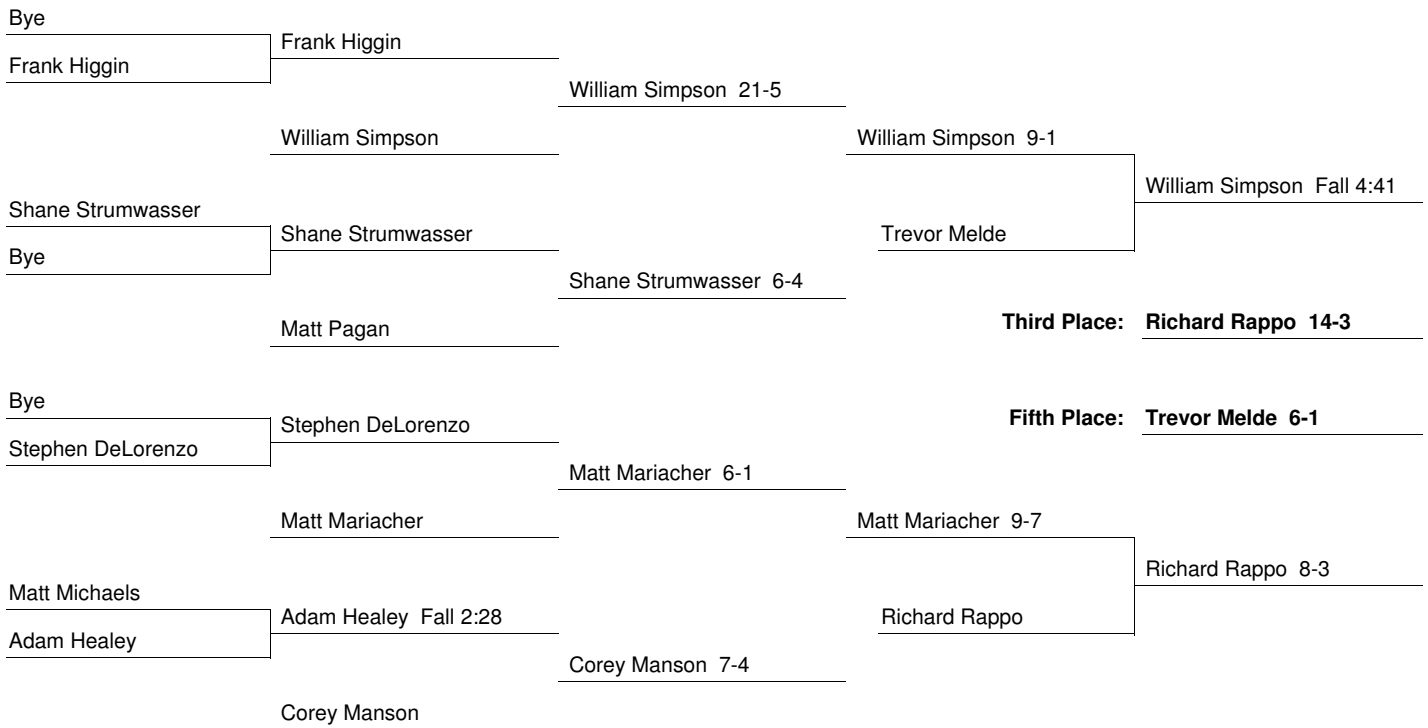 Bye
Frank Higgin
Frank Higgin
William Simpson 21-5
William Simpson
William Simpson 9-1
William Simpson Fall 4:41
Shane Strumwasser
Shane Strumwasser
Trevor Melde
Bye
Shane Strumwasser 6-4
Matt Pagan
Third Place: Richard Rappo 14-3
Bye
Stephen DeLorenzo
Fifth Place: Trevor Melde 6-1
Stephen DeLorenzo
Matt Mariacher 6-1
Matt Mariacher
Matt Mariacher 9-7
Richard Rappo 8-3
Matt Michaels
Adam Healey Fall 2:28
Richard Rappo
Adam Healey
Corey Manson 7-4
Corey Manson